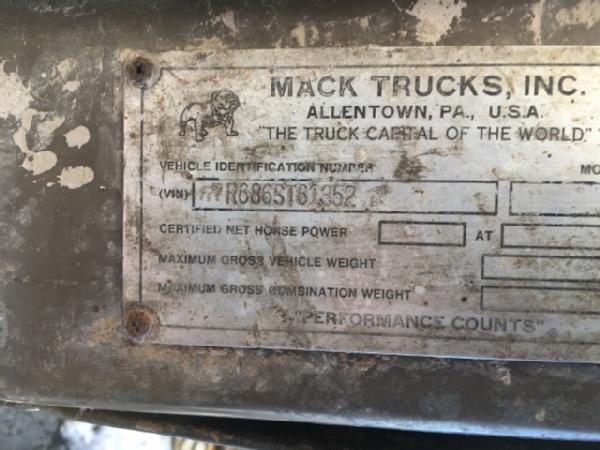 MACK TRUCKS, INC.
ALLENTOWN, PA., U.S.A.
"THE TRUCK CAPITAL OF THE WORLD"
VEHICLE IDENTIFICATION NUMBER MO
(VIN) R686ST61352
CERTIFIED NET HORSE POWER AT
MAXIMUM GROSS VEHICLE WEIGHT
MAXIMUM GROSS COMBINATION WEIGHT
"PERFORMANCE COUNTS"